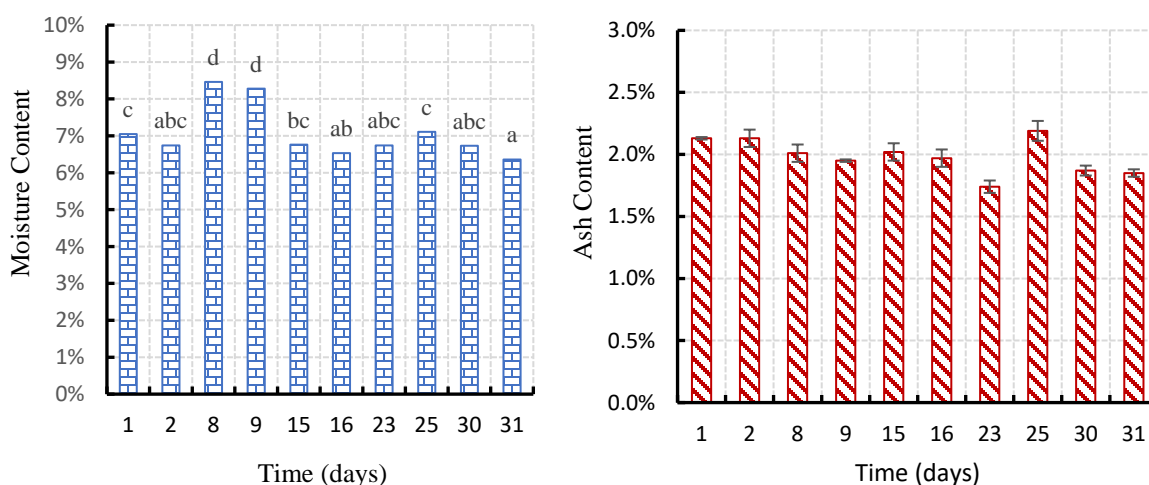 10%
9%
8%
7%
6%
5%
4%
3%
2%
1%
0%
Moisture Content
c
abc
d
d
bc
ab
abc
c
abc
a
1 2 8 9 15 16 23 25 30 31
Time (days)
3.0%
2.5%
2.0%
1.5%
1.0%
0.5%
0.0%
Ash Content
1 2 8 9 15 16 23 25 30 31
Time (days)